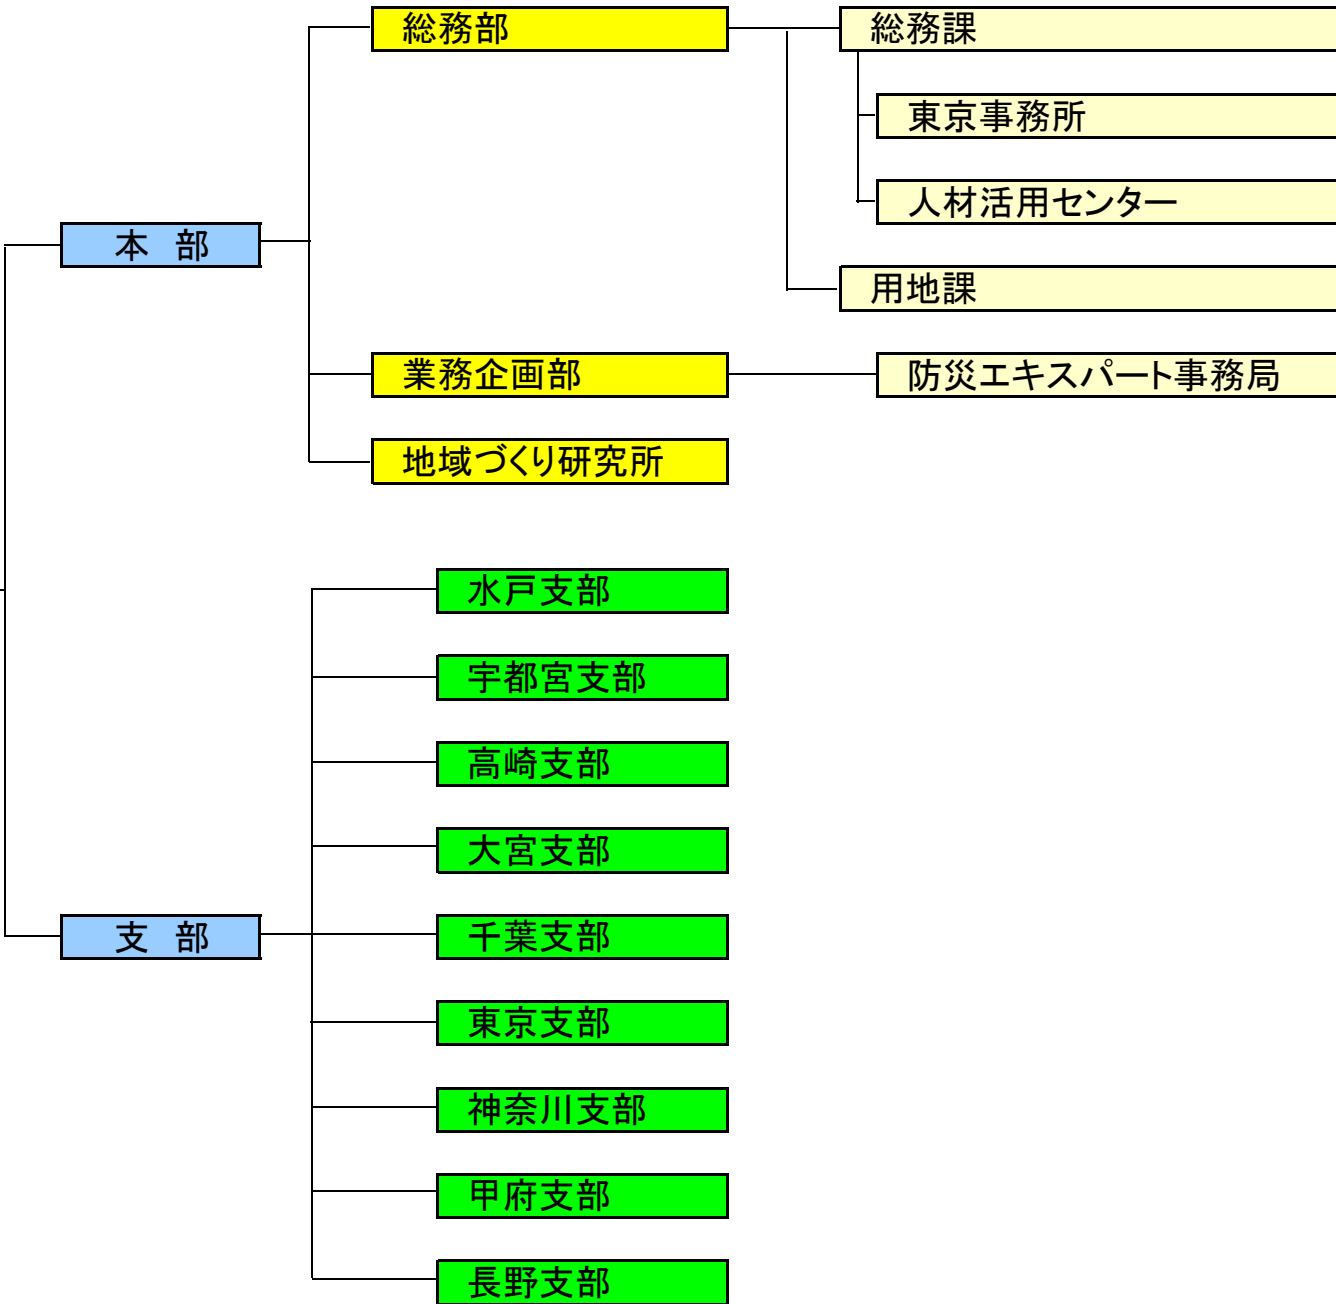 総務部
総務課
東京事務所
人材活用センター
本　部
用地課
業務企画部
防災エキスパート事務局
地域づくり研究所
水戸支部
宇都宮支部
高崎支部
大宮支部
支　部
千葉支部
東京支部
神奈川支部
甲府支部
長野支部